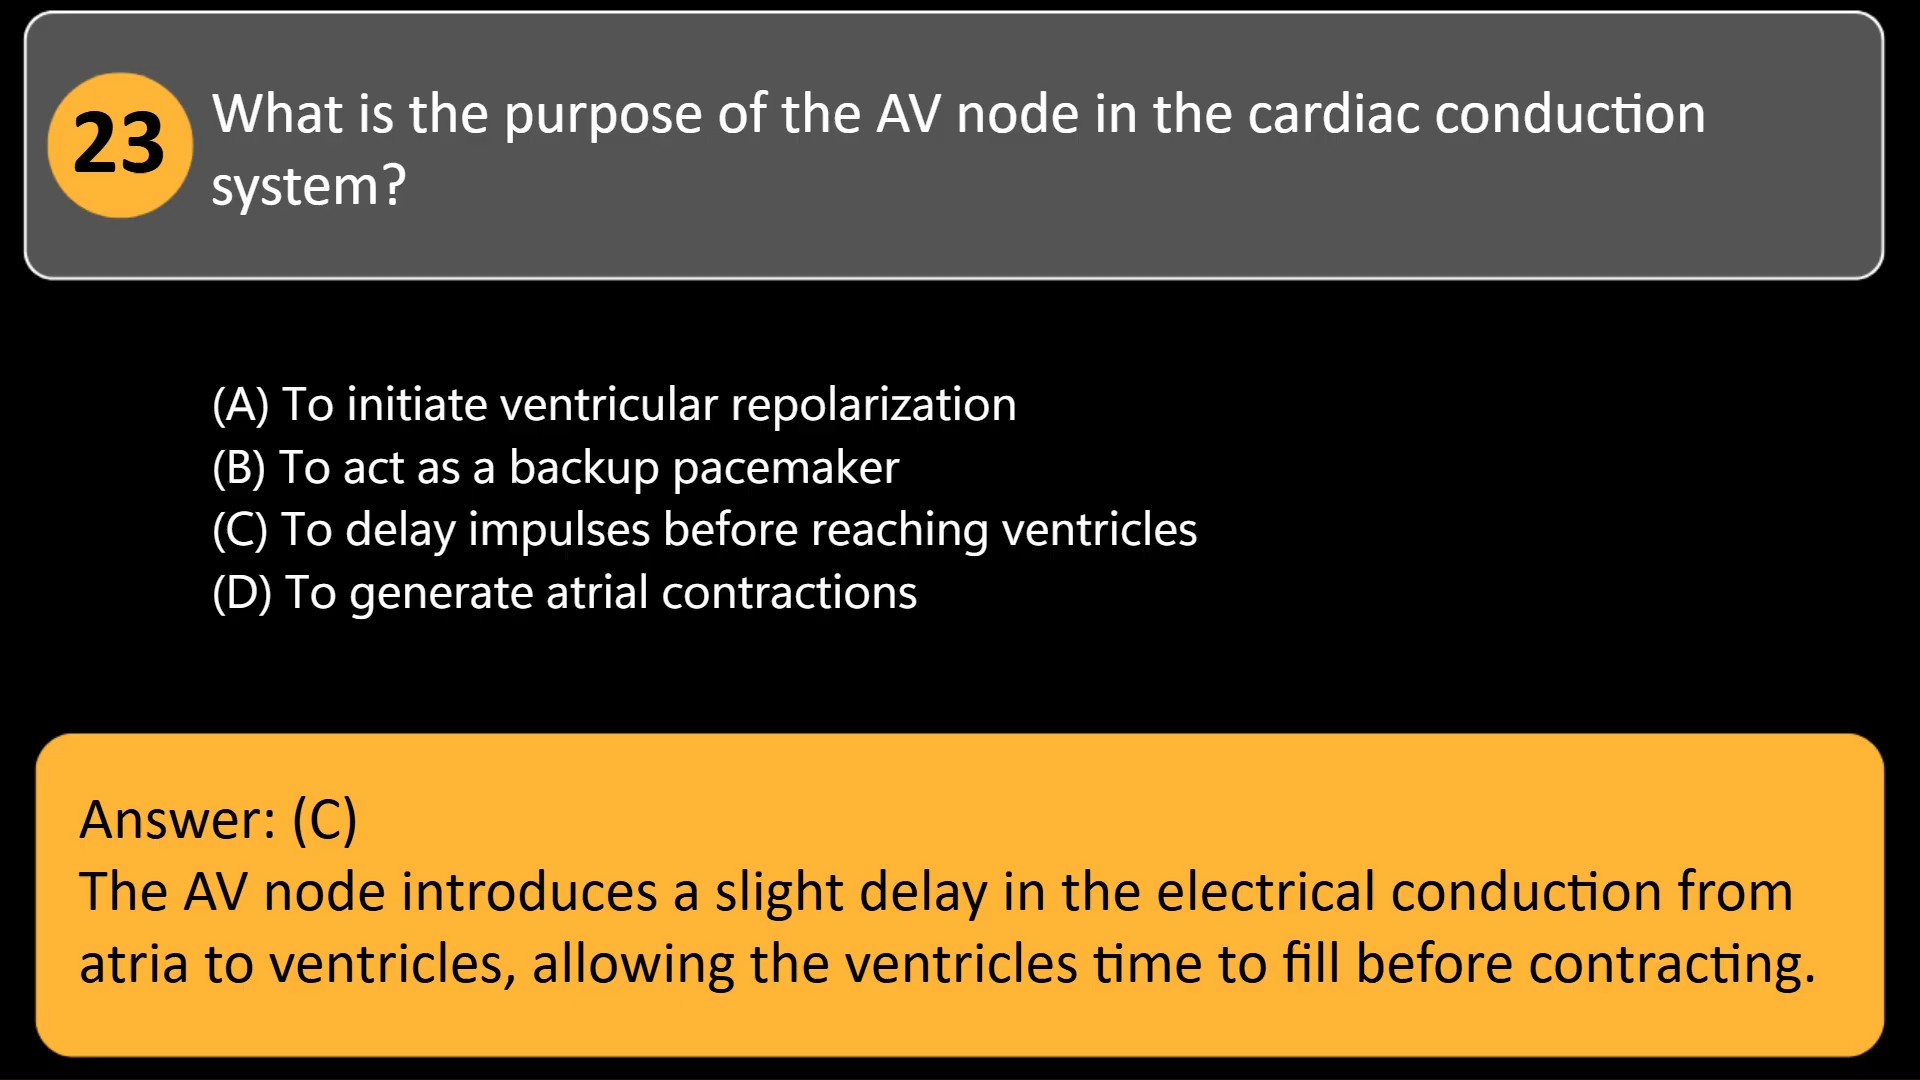 23
What is the purpose of the AV node in the cardiac conduction
system?
(A) To initiate ventricular repolarization
(B) To act as a backup pacemaker
(C) To delay impulses before reaching ventricles
(D) To generate atrial contractions
Answer: (C)
The AV node introduces a slight delay in the electrical conduction from
atria to ventricles, allowing the ventricles time to fill before contracting.